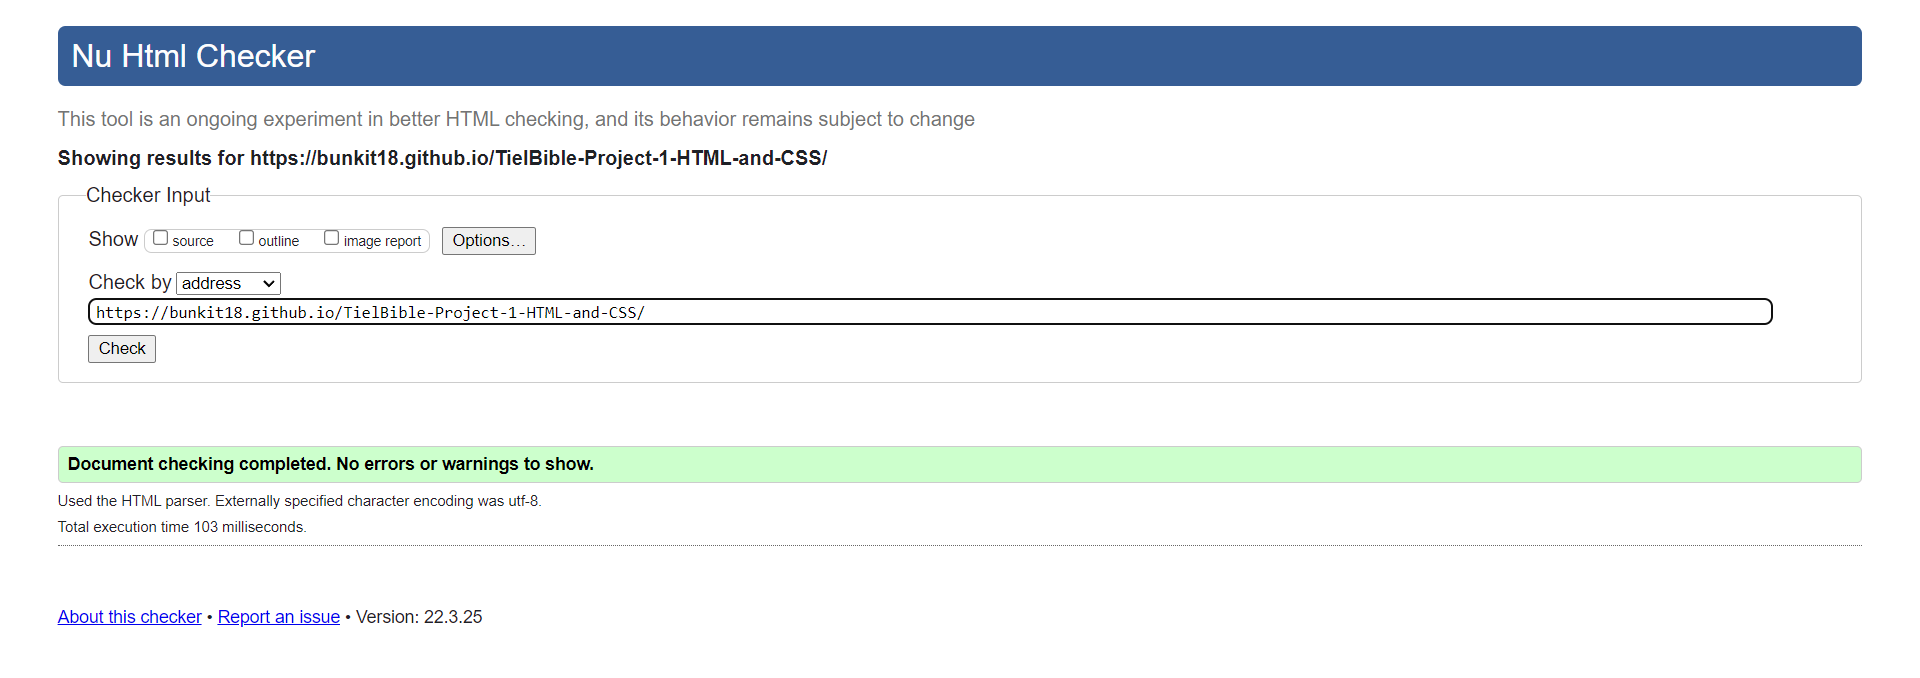 Nu Html Checker
This tool is an ongoing experiment in better HTML checking, and its behavior remains subject to change
Showing results for https://bunkit18.github.io/TielBible-Project-1-HTML-and-CSS/
Checker Input
Show source outline image report Options...
Check by address
https://bunkit18.github.io/TielBible-Project-1-HTML-and-CSS/
Check
Document checking completed. No errors or warnings to show.
Used the HTML parser. Externally specified character encoding was utf-8.
Total execution time 103 milliseconds.
About this checker • Report an issue • Version: 22.3.25